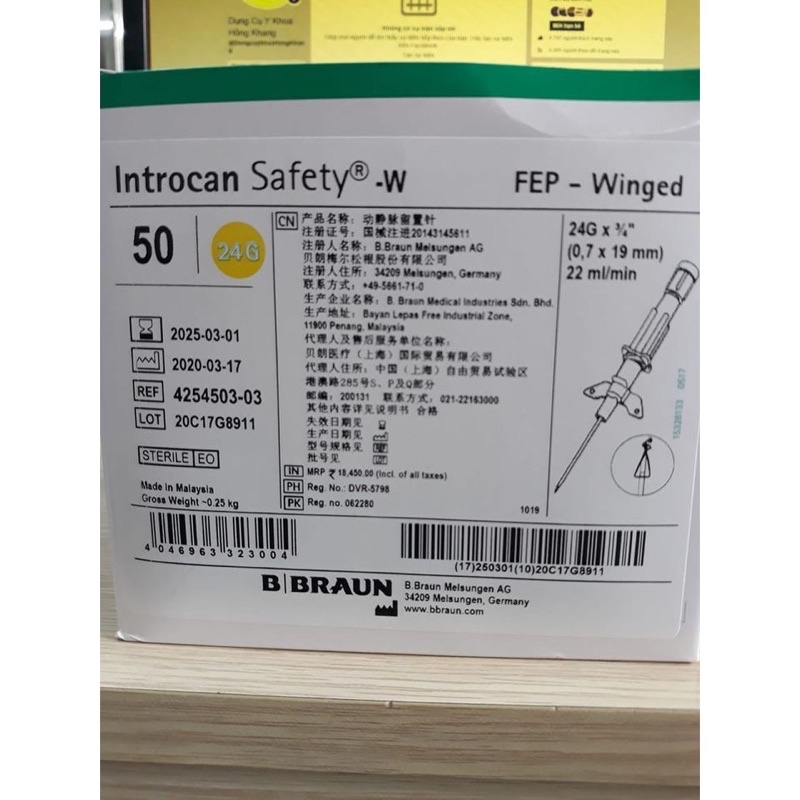 Dung Cu Y Khoa
Hồng Khang
Introcan Safety® -W
FEP - Winged
50
24G
CN 产品名称：动静脉留置针
注册证号：国械注进20143145611
注册人名称：B.Braun Melsungen AG
贝朗梅尔松根股份有限公司
注册人住所：34209 Melsungen, Germany
联系方式：+49-5661-71-0
生产企业名称：B. Braun Medical Industries Sdn. Bhd.
生产地址：Bayan Lepas Free Industrial Zone,
11900 Penang, Malaysia
代理人及售后服务单位名称：
贝朗医疗（上海）国际贸易有限公司
代理人住所：中国（上海）自由贸易试验区
港澳路285号S、P及Q部分
邮编：200131 联系方式：021-22163000
其他内容详见说明书 合格
失效日期见
生产日期见
型号规格见
批号见 LOT
IN MRP ₹ 18,450.00 (Incl. of all taxes)
PH Reg. No.: DVR-5798
PK Reg. no. 062280
24G x ¾"
(0,7 x 19 mm)
22 ml/min
2025-03-01
2020-03-17
REF 4254503-03
LOT 20C17G8911
STERILE EO
Made in Malaysia
Gross Weight ~0.25 kg
1019
0517
4 046963 323004
(17)250301(10)20C17G8911
B|BRAUN
B.Braun Melsungen AG
34209 Melsungen, Germany
www.bbraun.com